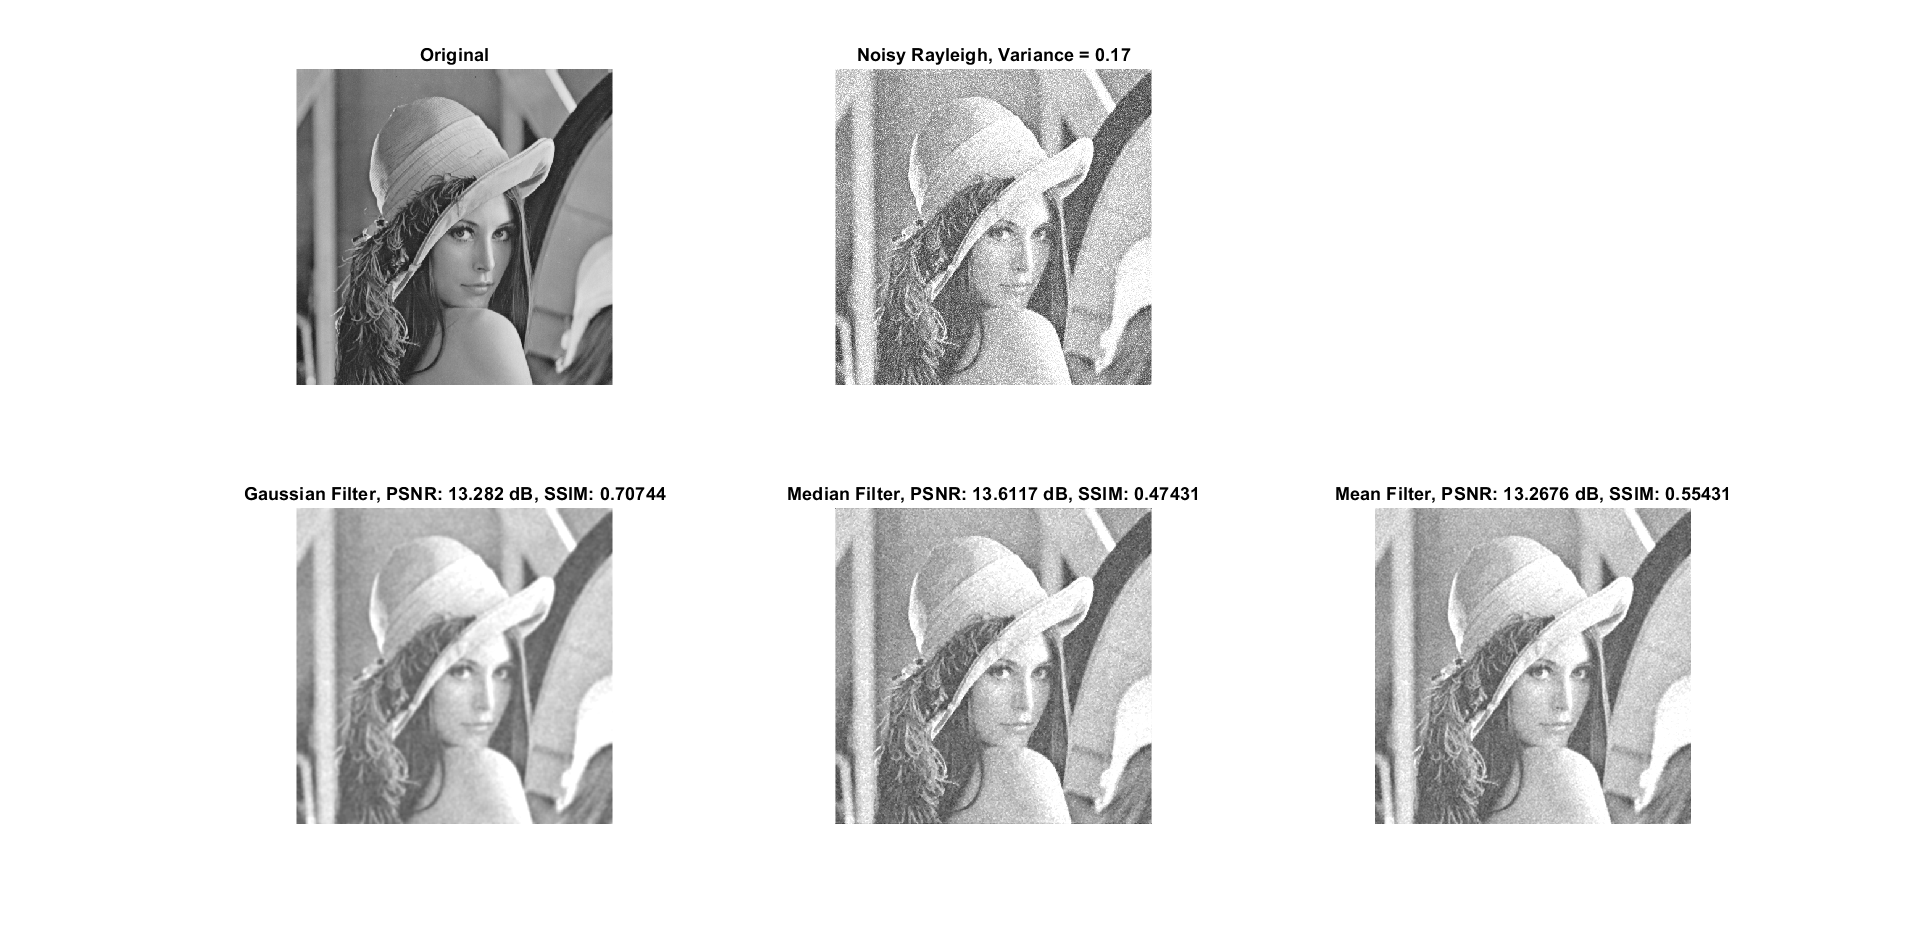 Original
Noisy Rayleigh, Variance = 0.17
Gaussian Filter, PSNR: 13.282 dB, SSIM: 0.70744
Median Filter, PSNR: 13.6117 dB, SSIM: 0.47431
Mean Filter, PSNR: 13.2676 dB, SSIM: 0.55431